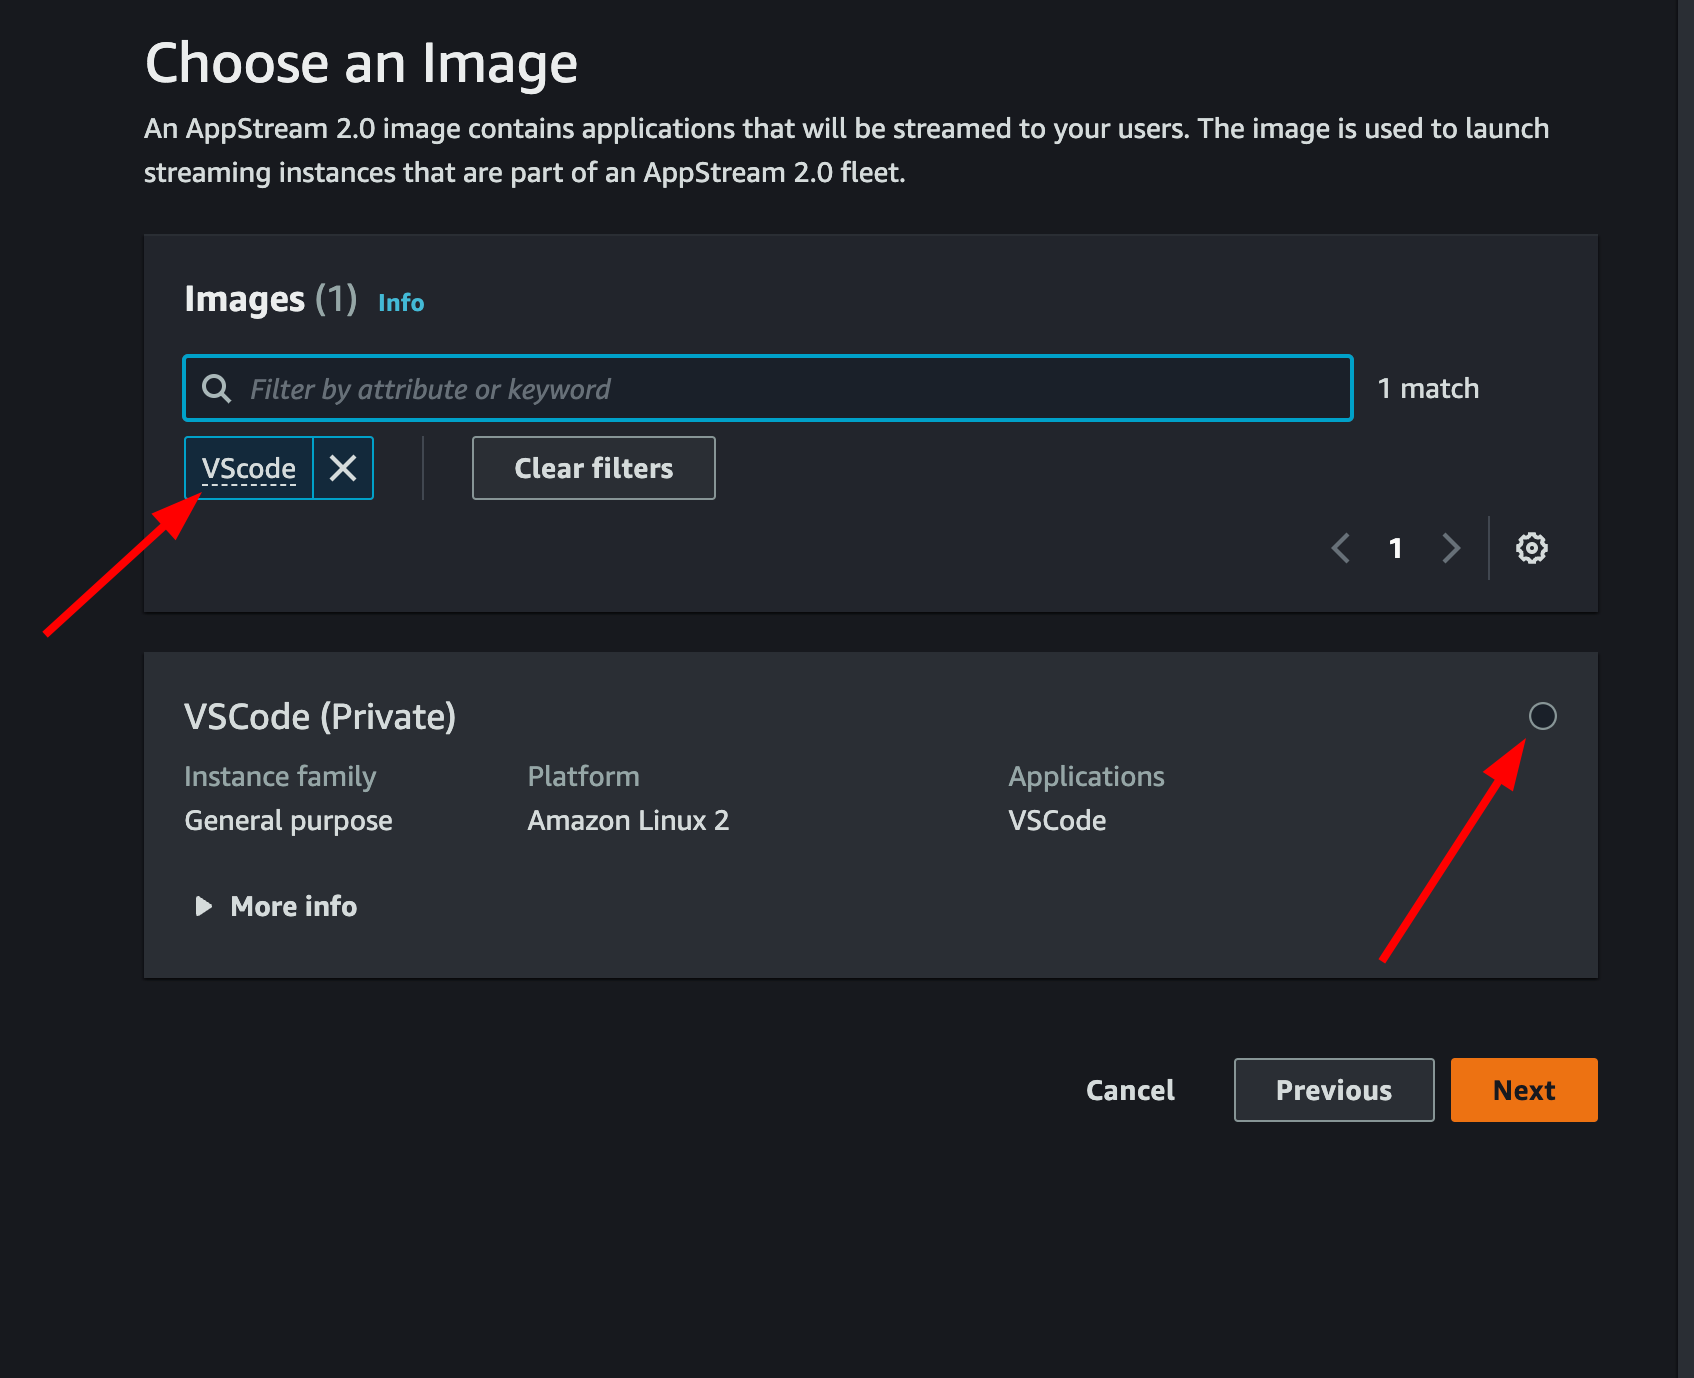 Choose an Image
An AppStream 2.0 image contains applications that will be streamed to your users. The image is used to launch
streaming instances that are part of an AppStream 2.0 fleet.
Images (1) Info
Filter by attribute or keyword
1 match
VScode
Clear filters
1
VSCode (Private)
Instance family Platform Applications
General purpose Amazon Linux 2 VSCode
More info
Cancel Previous Next